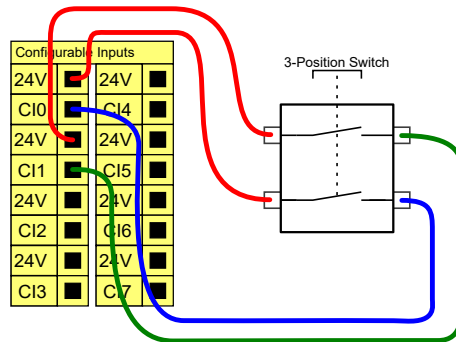 Configurable Inputs
3-Position Switch
24V 24V
CI0 CI4
24V 24V
CI1 CI5
24V 24V
CI2 CI6
24V 24V
CI3 CI7